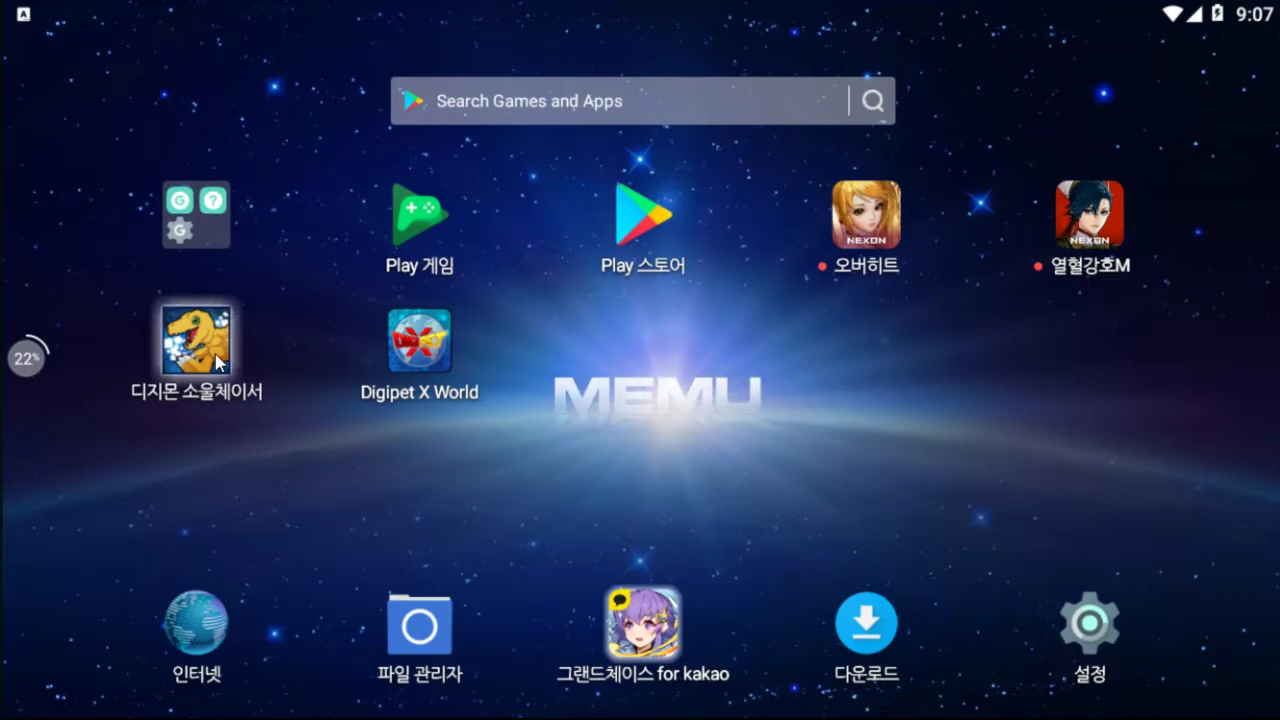 A
9:07
Search Games and Apps
G
?
G
NEXON
NEXON
Play 게임
Play 스토어
오버히트
열혈강호M
22%
X
디지몬 소울체이서
Digipet X World
MEMU
인터넷
파일 관리자
그랜드체이스 for kakao
다운로드
설정